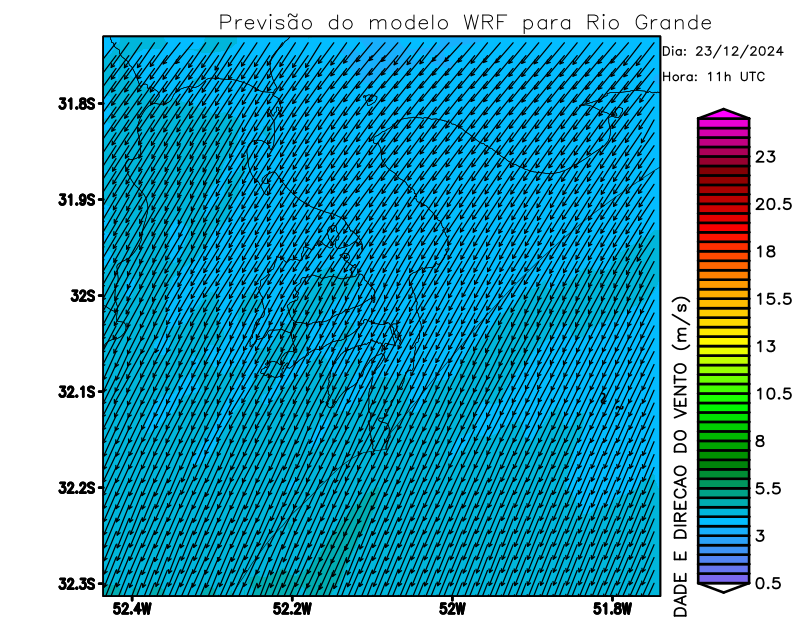 Previsão do modelo WRF para Rio Grande
Dia: 23/12/2024
Hora: 11h UTC
31.8S
31.9S
32S
32.1S
32.2S
32.3S
52.4W
52.2W
52W
51.8W
23
20.5
18
15.5
13
10.5
8
5.5
3
0.5
DADE E DIRECAO DO VENTO (m/s)